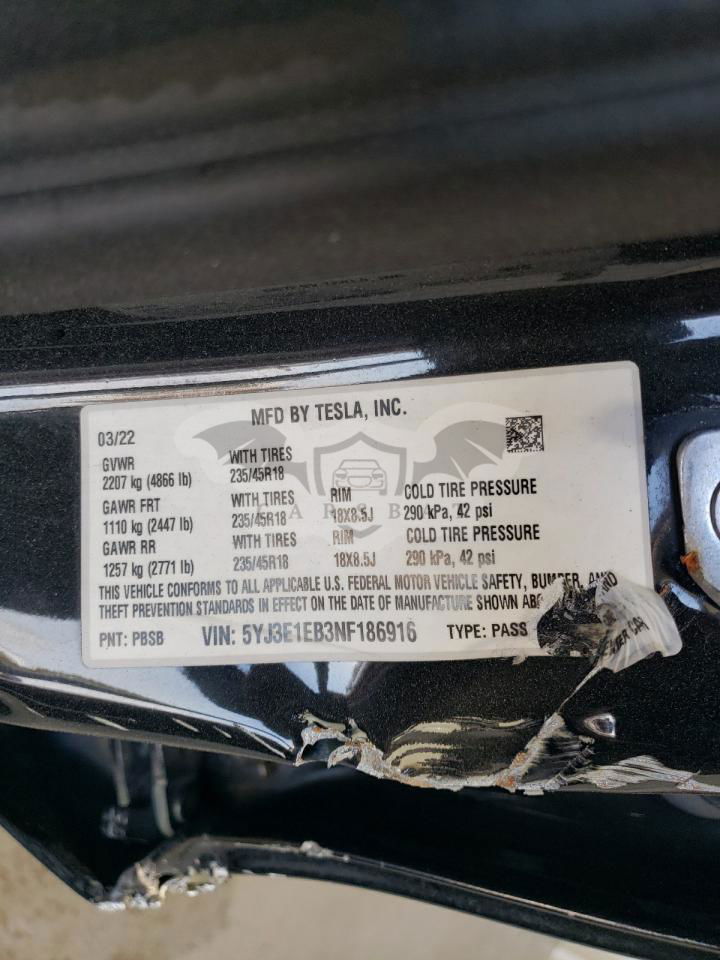 MFD BY TESLA, INC.
03/22
GVWR WITH TIRES
2207 kg (4866 lb) 235/45R18
GAWR FRT WITH TIRES RIM COLD TIRE PRESSURE
1110 kg (2447 lb) 235/45R18 18X8.5J 290 kPa, 42 psi
GAWR RR WITH TIRES RIM COLD TIRE PRESSURE
1257 kg (2771 lb) 235/45R18 18X8.5J 290 kPa, 42 psi
THIS VEHICLE CONFORMS TO ALL APPLICABLE U.S. FEDERAL MOTOR VEHICLE SAFETY, BUMPER, AND
THEFT PREVENTION STANDARDS IN EFFECT ON THE DATE OF MANUFACTURE SHOWN
PNT: PBSB VIN: 5YJ3E1EB3NF186916 TYPE: PASS